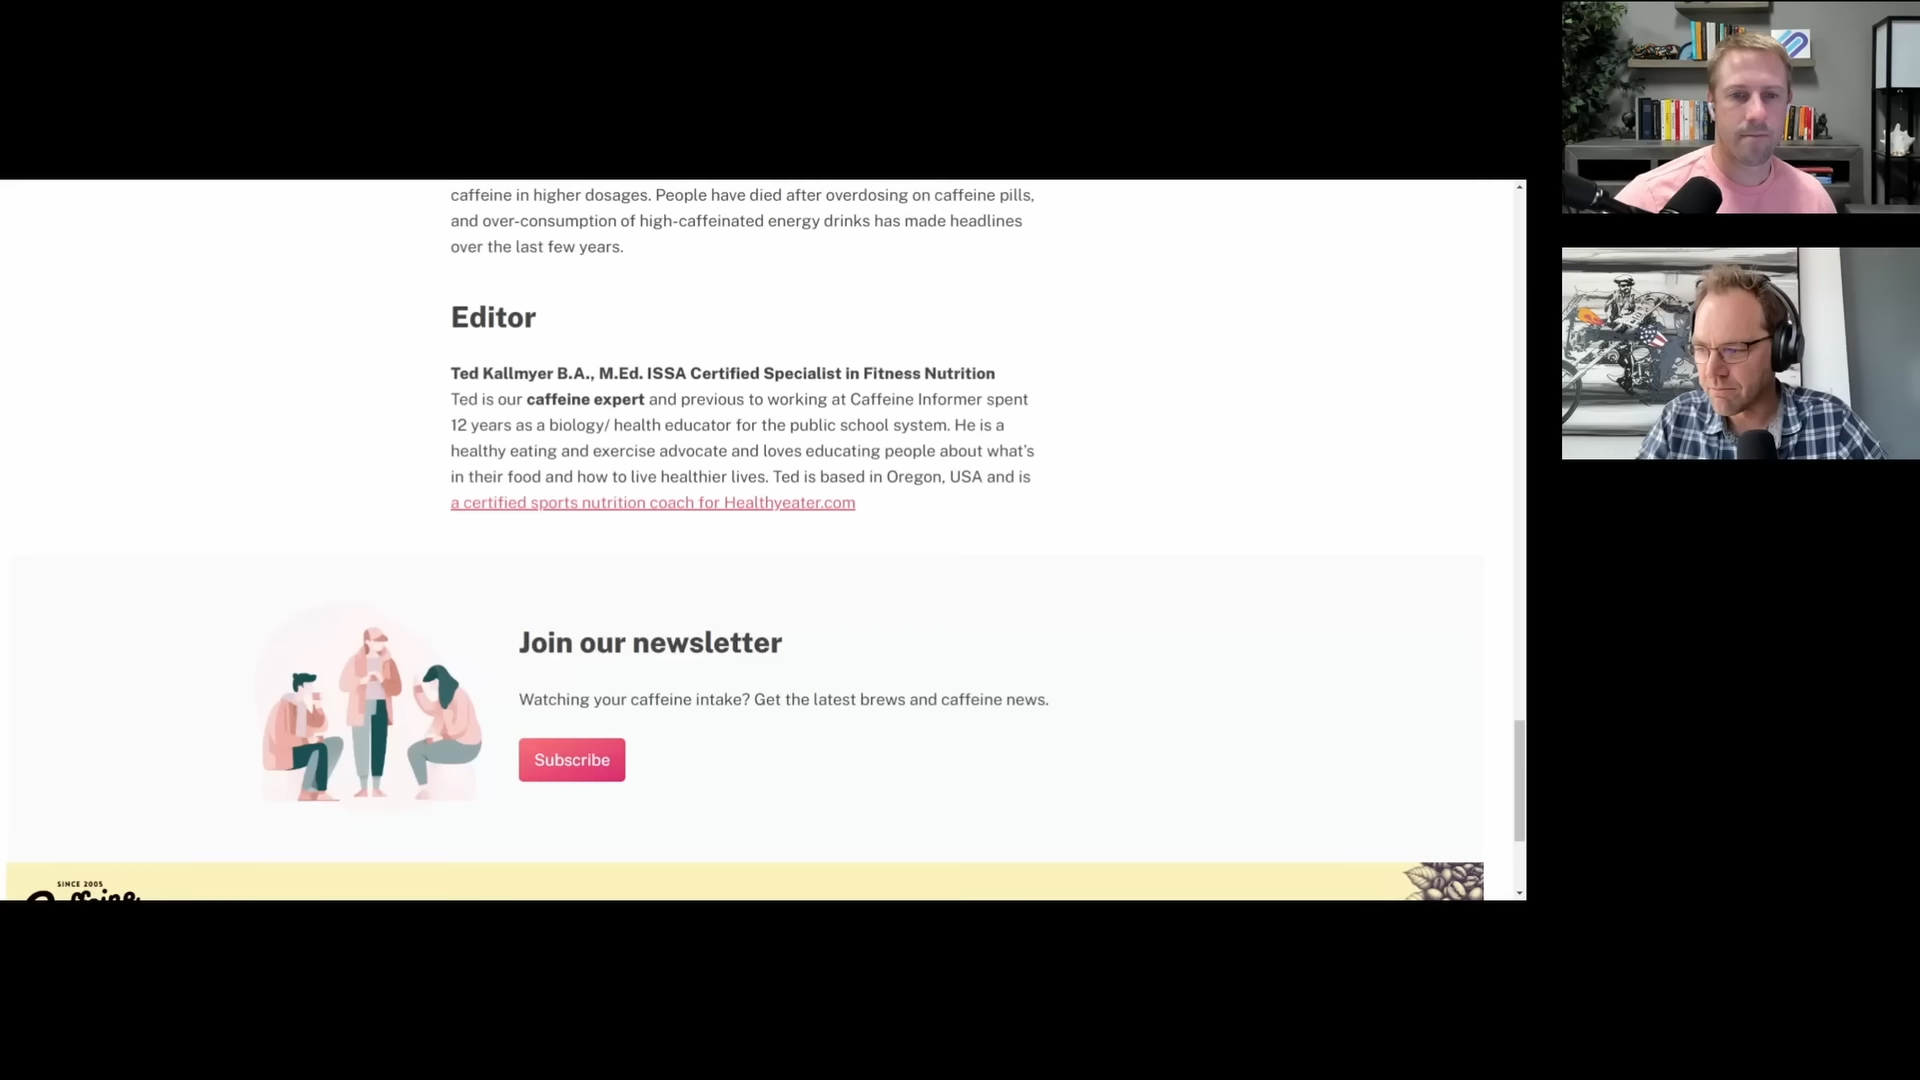 caffeine in higher dosages. People have died after overdosing on caffeine pills,
and over-consumption of high-caffeinated energy drinks has made headlines
over the last few years.
Editor
Ted Kallmyer B.A., M.Ed. ISSA Certified Specialist in Fitness Nutrition
Ted is our caffeine expert and previous to working at Caffeine Informer spent
12 years as a biology/ health educator for the public school system. He is a
healthy eating and exercise advocate and loves educating people about what's
in their food and how to live healthier lives. Ted is based in Oregon, USA and is
a certified sports nutrition coach for Healthyeater.com
Join our newsletter
Watching your caffeine intake? Get the latest brews and caffeine news.
Subscribe
SINCE 2005
Caffeine